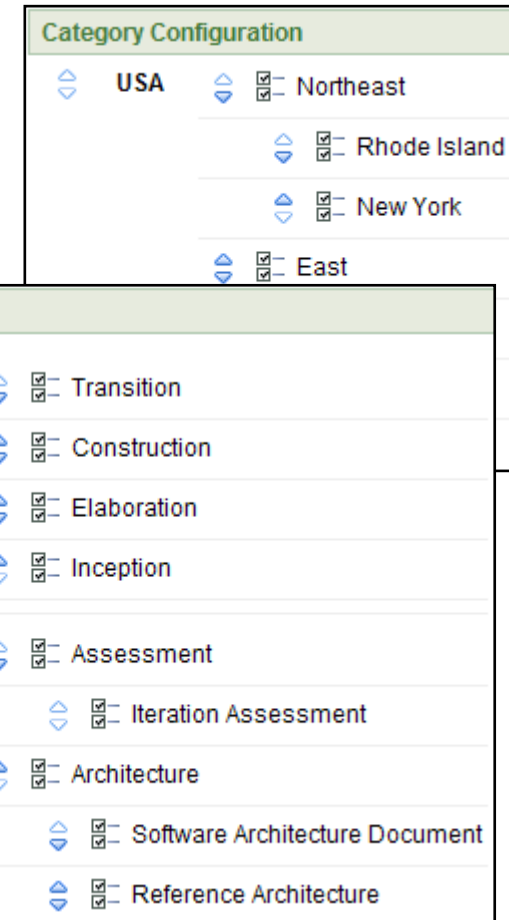 Category Configuration
USA Northeast
Rhode Island
New York
East
Transition
Construction
Elaboration
Inception
Assessment
Iteration Assessment
Architecture
Software Architecture Document
Reference Architecture